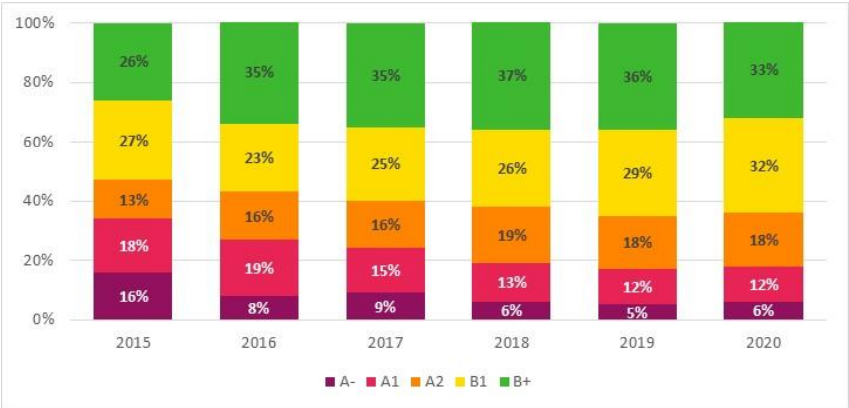 100%
26% 35% 35% 37% 36% 33%
80%
27% 23% 25% 26% 29% 32%
60%
13% 16% 16% 19% 18% 18%
40%
18% 19% 15% 13% 12% 12%
20%
16% 8% 9% 6% 5% 6%
0%
2015 2016 2017 2018 2019 2020
A- A1 A2 B1 B+